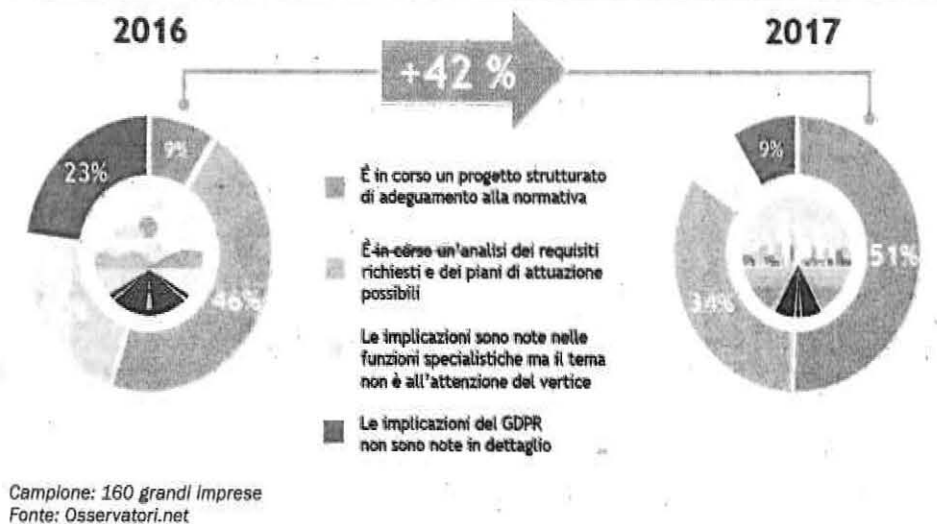 2016
+42 %
2017
9%
23%
46%
9%
51%
34%
È in corso un progetto strutturato
di adeguamento alla normativa
È in corso un'analisi dei requisiti
richiesti e dei piani di attuazione
possibili
Le implicazioni sono note nelle
funzioni specialistiche ma il tema
non è all'attenzione del vertice
Le implicazioni del GDPR
non sono note in dettaglio
Campione: 160 grandi imprese
Fonte: Osservatori.net